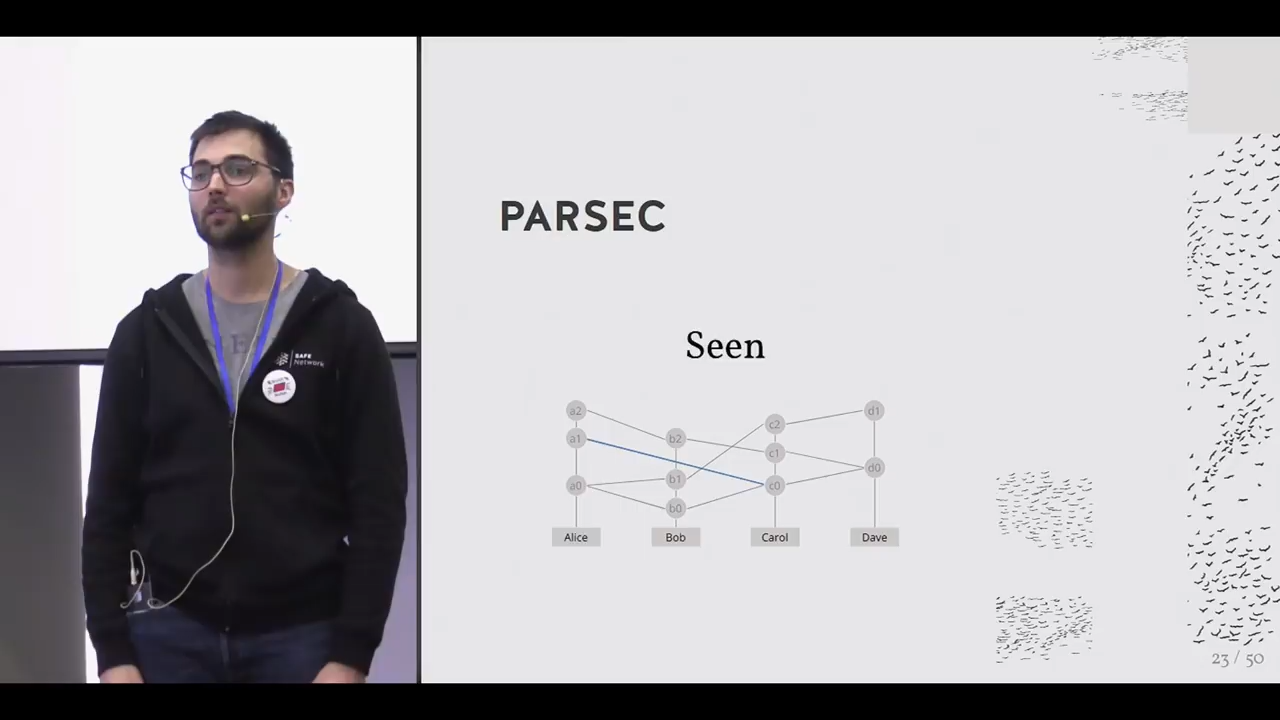 SAFE
Network
PARSEC
Seen
a2 d1
c2
a1 b2
c1
d0
b1
a0 c0
b0
Alice Bob Carol Dave
23 / 50